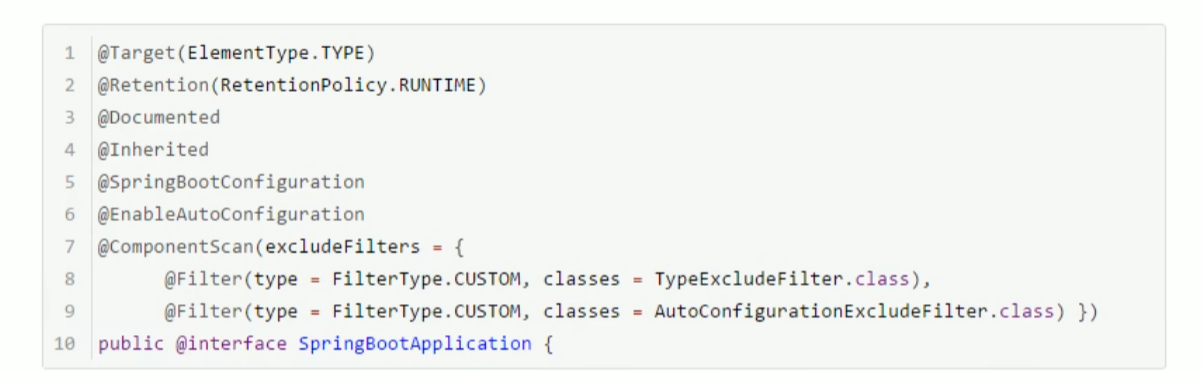 1 @Target(ElementType.TYPE)
2 @Retention(RetentionPolicy.RUNTIME)
3 @Documented
4 @Inherited
5 @SpringBootConfiguration
6 @EnableAutoConfiguration
7 @ComponentScan(excludeFilters = {
8 @Filter(type = FilterType.CUSTOM, classes = TypeExcludeFilter.class),
9 @Filter(type = FilterType.CUSTOM, classes = AutoConfigurationExcludeFilter.class) })
10 public @interface SpringBootApplication {